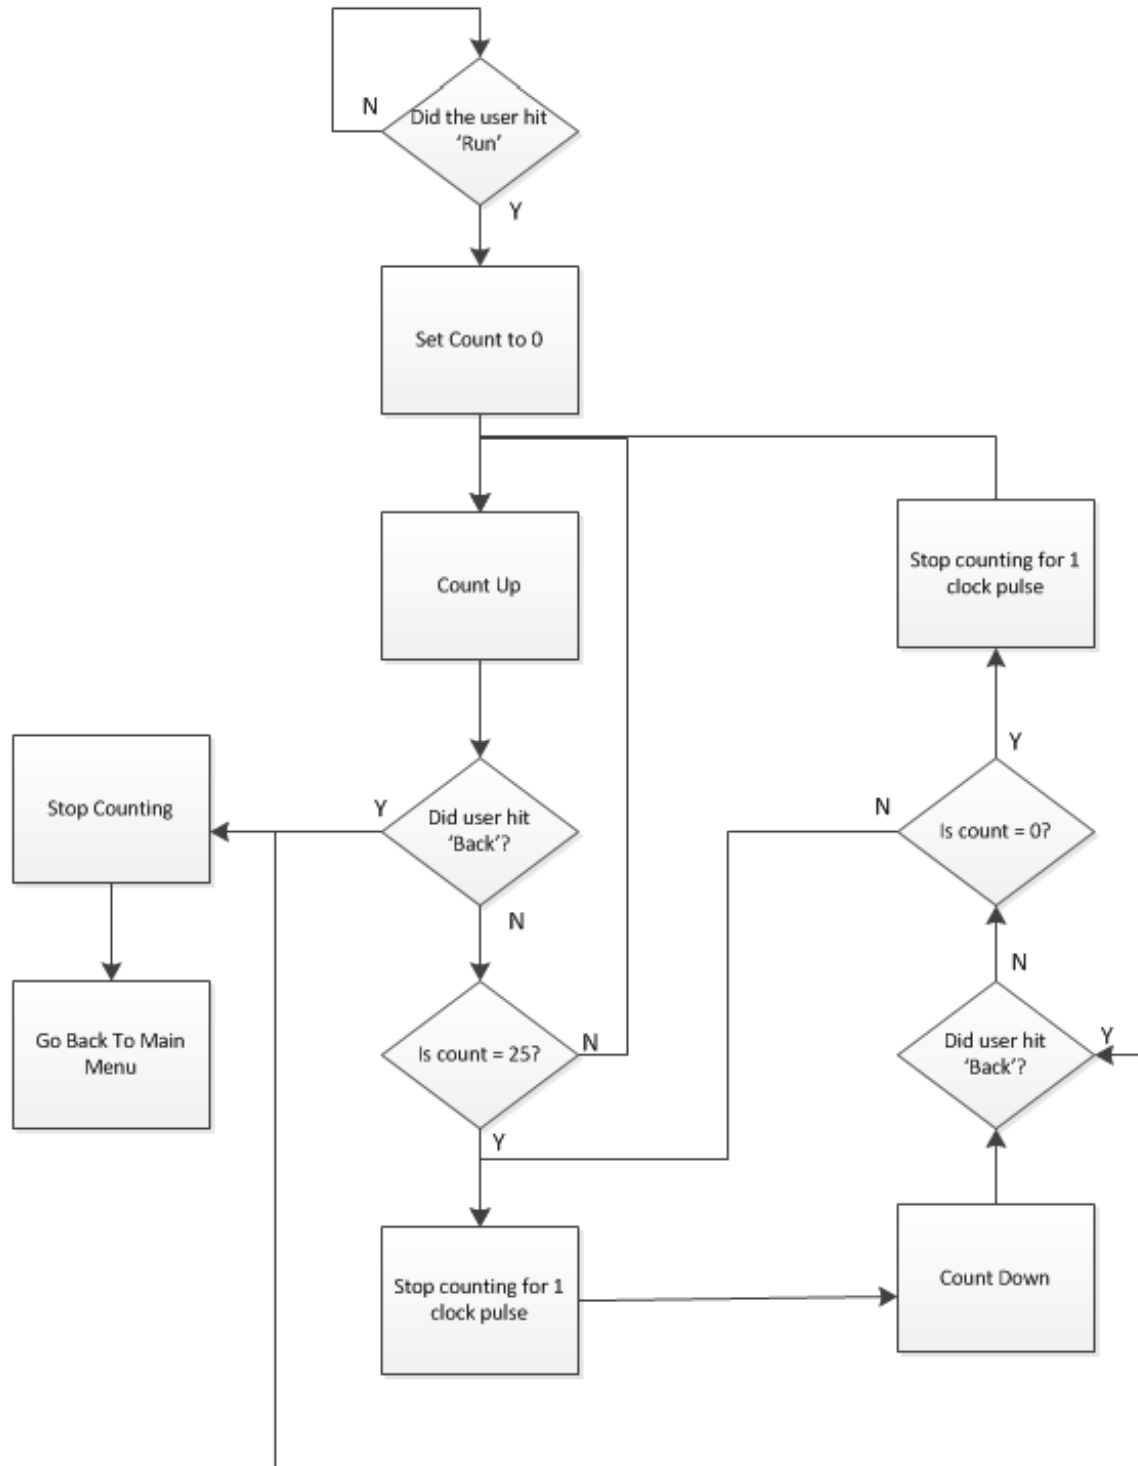 N
Did the user hit
‘Run’
Y
Set Count to 0
Count Up
Stop counting for 1
clock pulse
Y
Stop Counting
Y
Did user hit
‘Back’?
N
Is count = 0?
N
N
Go Back To Main
Menu
Is count = 25?
N
Did user hit
‘Back’?
Y
Y
Stop counting for 1
clock pulse
Count Down